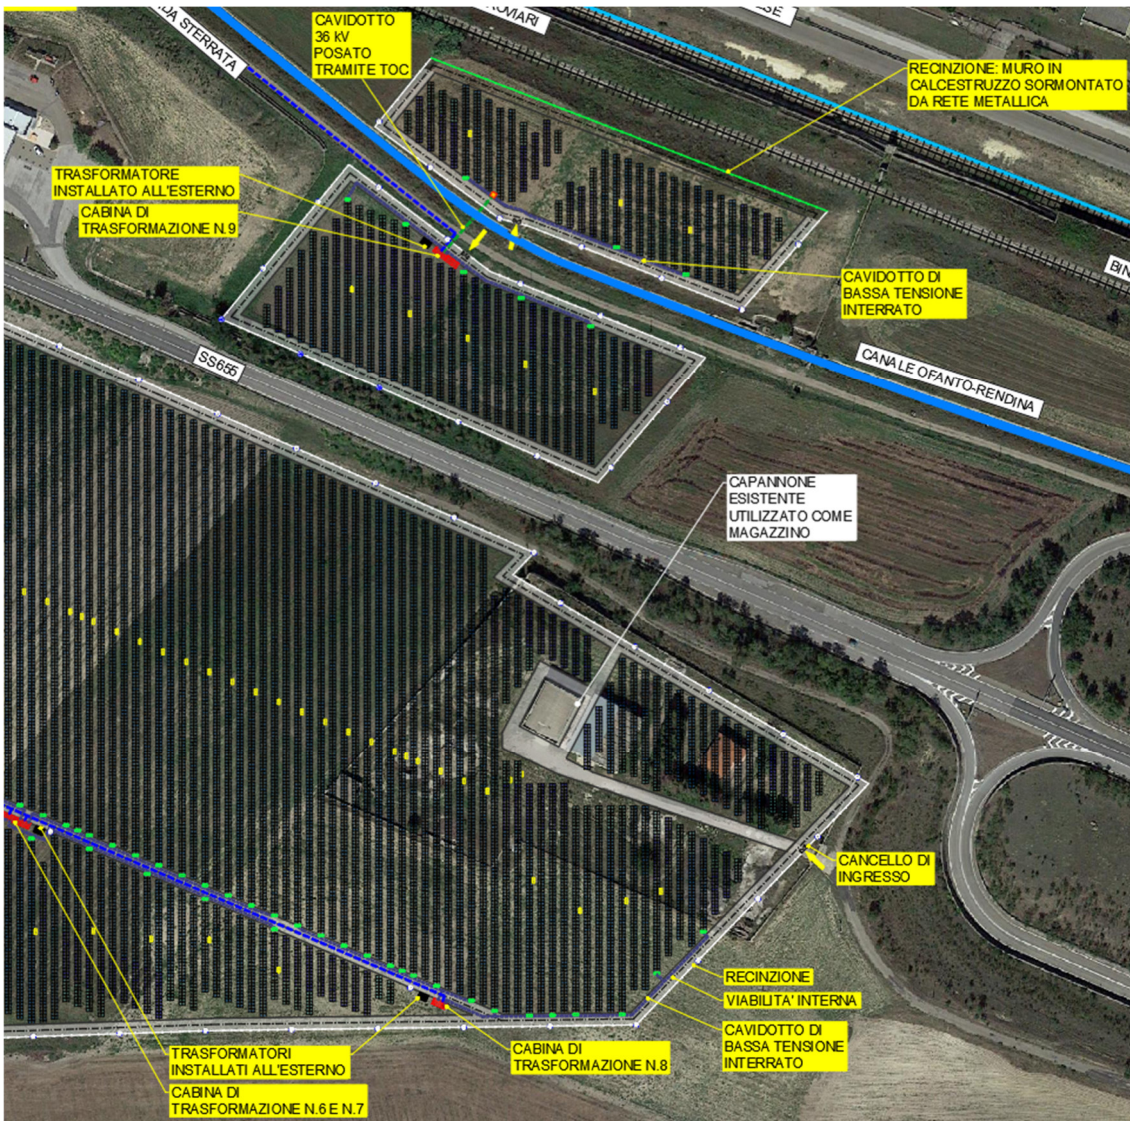 CAVIDOTTO
36 kV
POSATO
TRAMITE TOC
STERRATA
RECINZIONE: MURO IN
CALCESTRUZZO SORMONTATO
DA RETE METALLICA
TRASFORMATORE
INSTALLATO ALL'ESTERNO
CABINA DI
TRASFORMAZIONE N.9
CAVIDOTTO DI
BASSA TENSIONE
INTERRATO
SS655
CANALE OFANTO-RENDINA
CAPANNONE
ESISTENTE
UTILIZZATO COME
MAGAZZINO
CANCELLO DI
INGRESSO
RECINZIONE
VIABILITA' INTERNA
CAVIDOTTO DI
BASSA TENSIONE
INTERRATO
CABINA DI
TRASFORMAZIONE N.8
TRASFORMATORI
INSTALLATI ALL'ESTERNO
CABINA DI
TRASFORMAZIONE N.6 E N.7